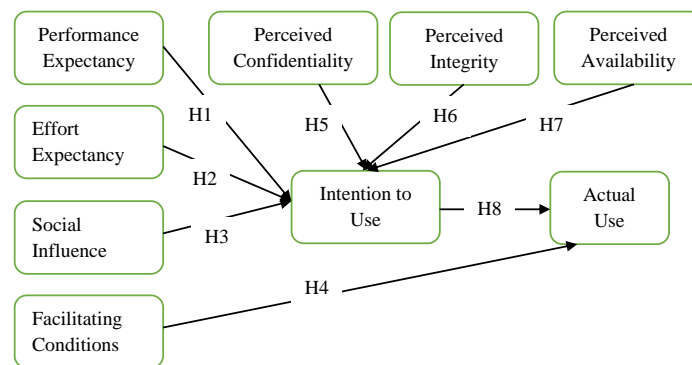 Performance
Expectancy
Perceived
Confidentiality
Perceived
Integrity
Perceived
Availability
H1
H5
H6
H7
Effort
Expectancy
H2
Intention to
Use
H8
Actual
Use
Social
Influence
H3
H4
Facilitating
Conditions